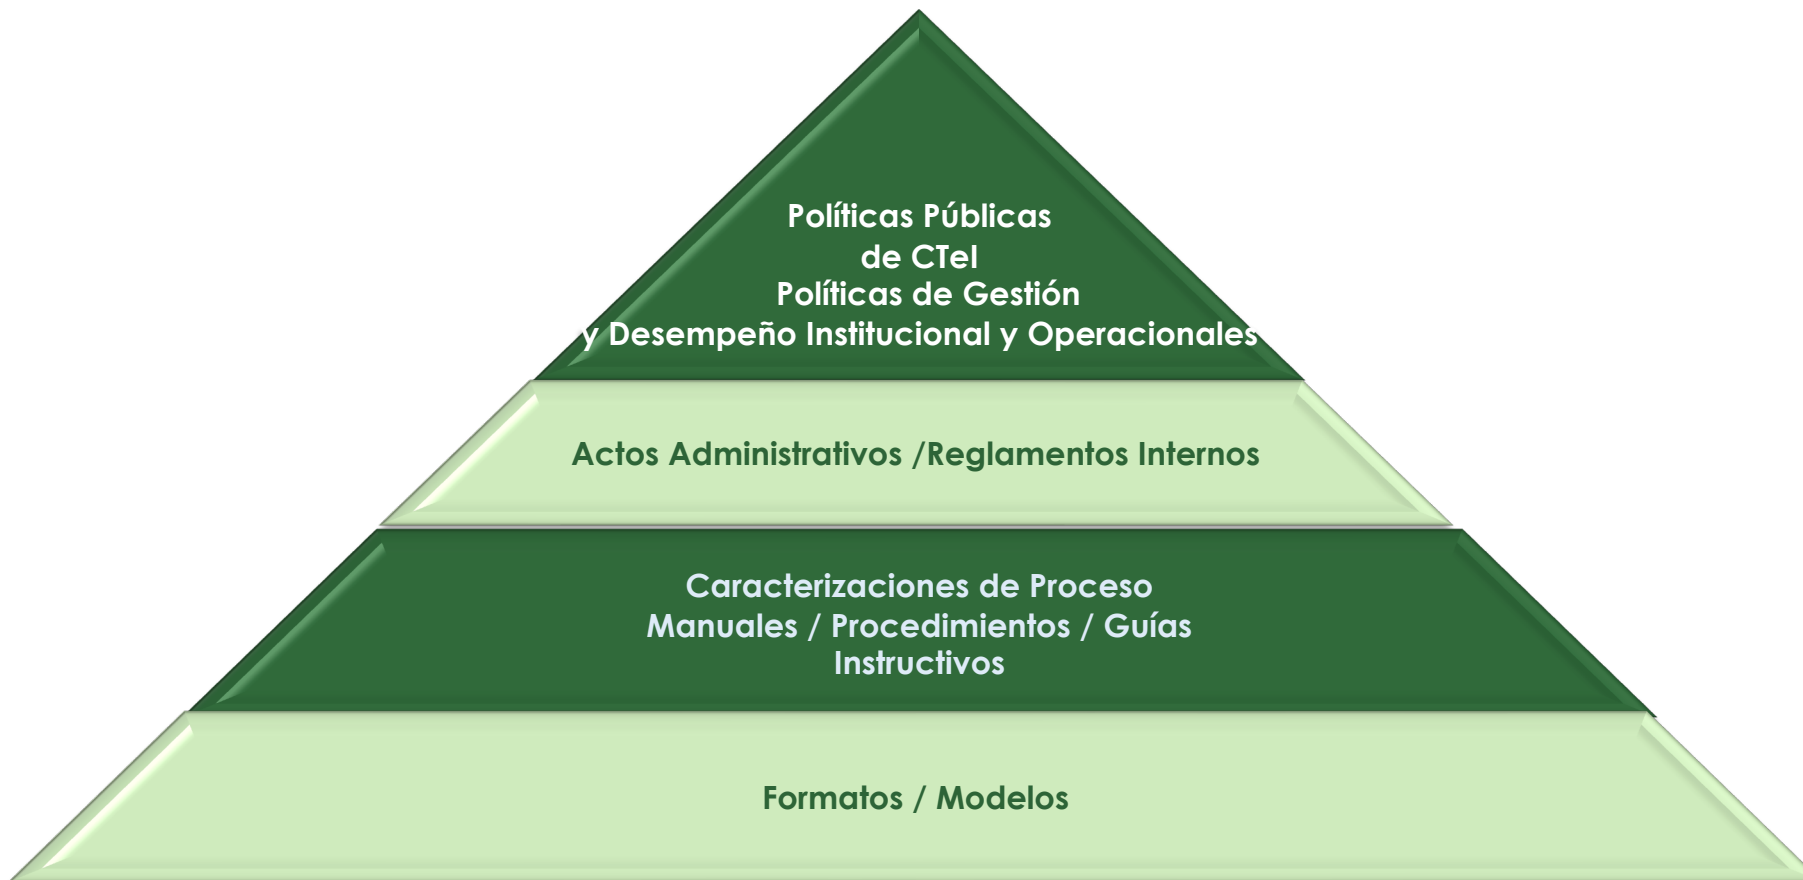 Políticas Públicas
de CTeI
Políticas de Gestión
y Desempeño Institucional y Operacionales
Actos Administrativos /Reglamentos Internos
Caracterizaciones de Proceso
Manuales / Procedimientos / Guías
Instructivos
Formatos / Modelos